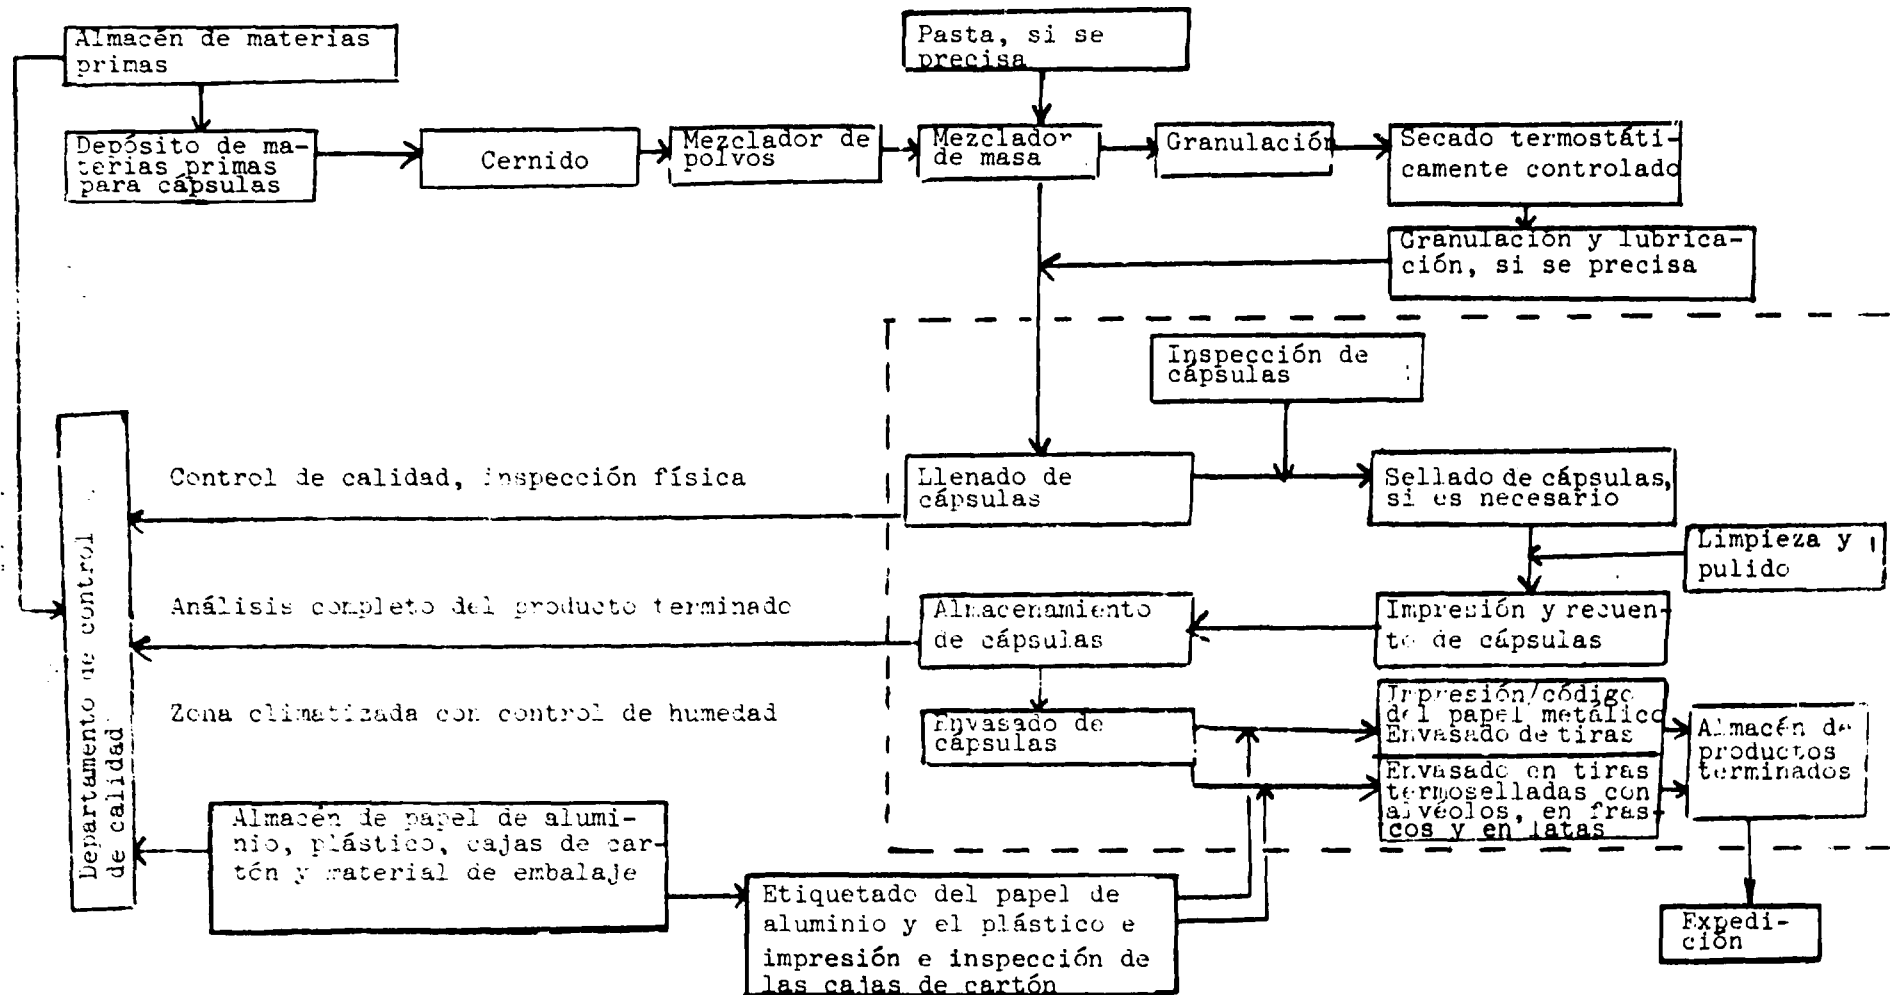 Almacén de materias
primas
Pasta, si se
precisa
Depósito de ma-
terias primas
para cápsulas
Cernido
Mezclador de
polvos
Mezclador
de masa
Granulación
Secado termostáti-
camente controlado
Granulación y lubrica-
ción, si se precisa
Inspección de
cápsulas
Control de calidad, inspección física
Llenado de
cápsulas
Sellado de cápsulas,
si es necesario
Limpieza y
pulido
Departamento de control
de calidad
Análisis completo del producto terminado
Almacenamiento
de cápsulas
Impresión y recuen-
to de cápsulas
Zona climatizada con control de humedad
Envasado de
cápsulas
Impresión/código
del papel metálico
Envasado de tiras
Envasado en tiras
termoselladas con
alvéolos, en fras-
cos y en latas
Almacén de
productos
terminados
Almacén de papel de alumi-
nio, plástico, cajas de car-
tón y material de embalaje
Etiquetado del papel de
aluminio y el plástico e
impresión e inspección de
las cajas de cartón
Expedi-
ción